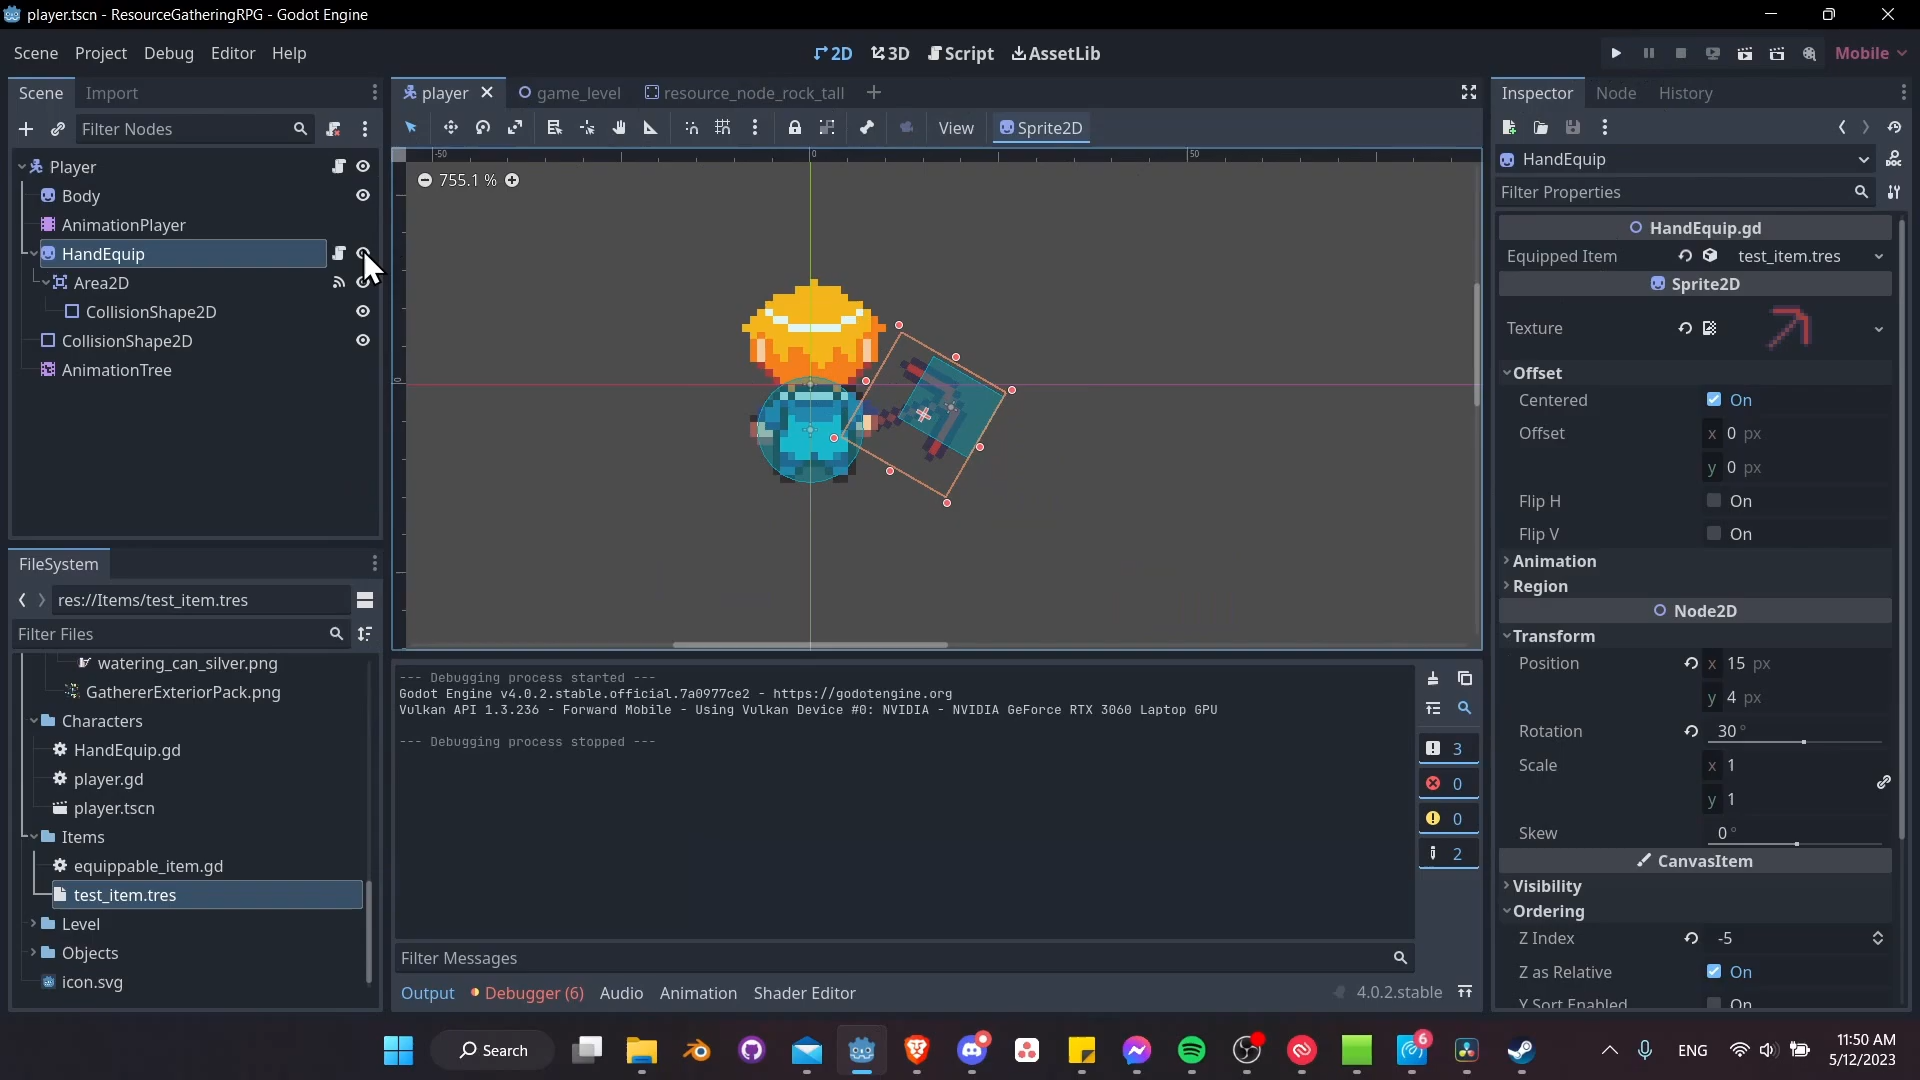 player.tscn - ResourceGatheringRPG - Godot Engine
Scene Project Debug Editor Help
2D 3D Script AssetLib
Mobile
Scene Import
Filter Nodes
Player
Body
AnimationPlayer
HandEquip
Area2D
CollisionShape2D
CollisionShape2D
AnimationTree
FileSystem
res://Items/test_item.tres
Filter Files
watering_can_silver.png
GathererExteriorPack.png
Characters
HandEquip.gd
player.gd
player.tscn
Items
equippable_item.gd
test_item.tres
Level
Objects
icon.svg
player game_level resource_node_rock_tall
View Sprite2D
-50 0 50
0
755.1 %
--- Debugging process started ---
Godot Engine v4.0.2.stable.official.7a0977ce2 - https://godotengine.org
Vulkan API 1.3.236 - Forward Mobile - Using Vulkan Device #0: NVIDIA - NVIDIA GeForce RTX 3060 Laptop GPU
--- Debugging process stopped ---
3
0
0
2
Filter Messages
Output Debugger (6) Audio Animation Shader Editor
4.0.2.stable
Inspector Node History
HandEquip
DOC
Filter Properties
HandEquip.gd
Equipped Item test_item.tres
Sprite2D
Texture
Offset
Centered On
Offset x 0 px
y 0 px
Flip H On
Flip V On
Animation
Region
Node2D
Transform
Position x 15 px
y 4 px
Rotation 30 °
Scale x 1
y 1
Skew 0 °
CanvasItem
Visibility
Ordering
Z Index -5
Z as Relative On
Y Sort Enabled On
Search
6
ENG
11:50 AM
5/12/2023